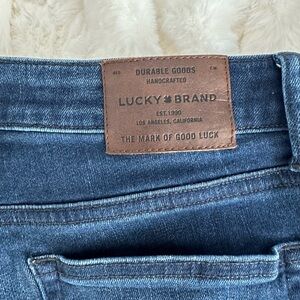 DURABLE GOODS
HANDCRAFTED
LUCKY BRAND
EST. 1990
LOS ANGELES, CALIFORNIA
THE MARK OF GOOD LUCK